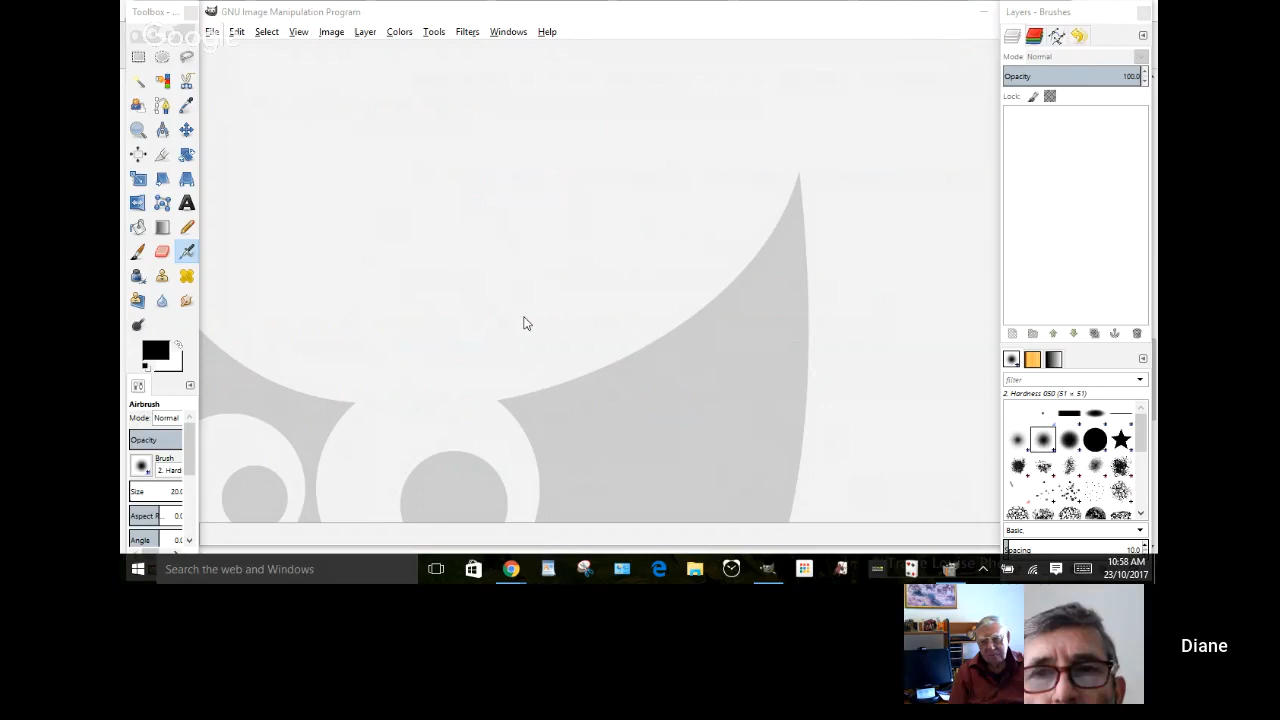 Toolbox - ...
GNU Image Manipulation Program
Layers - Brushes
Google
File Edit Select View Image Layer Colors Tools Filters Windows Help
Mode: Normal
Opacity 100.0
Lock:
filter
2. Hardness 050 (51 × 51)
Airbrush
Mode: Normal
Opacity
Brush
2. Hard
Size 20.0
Aspect R... 0.0
Angle 0.0
Basic,
Spacing 10.0
Search the web and Windows
10:58 AM
23/10/2017
Diane